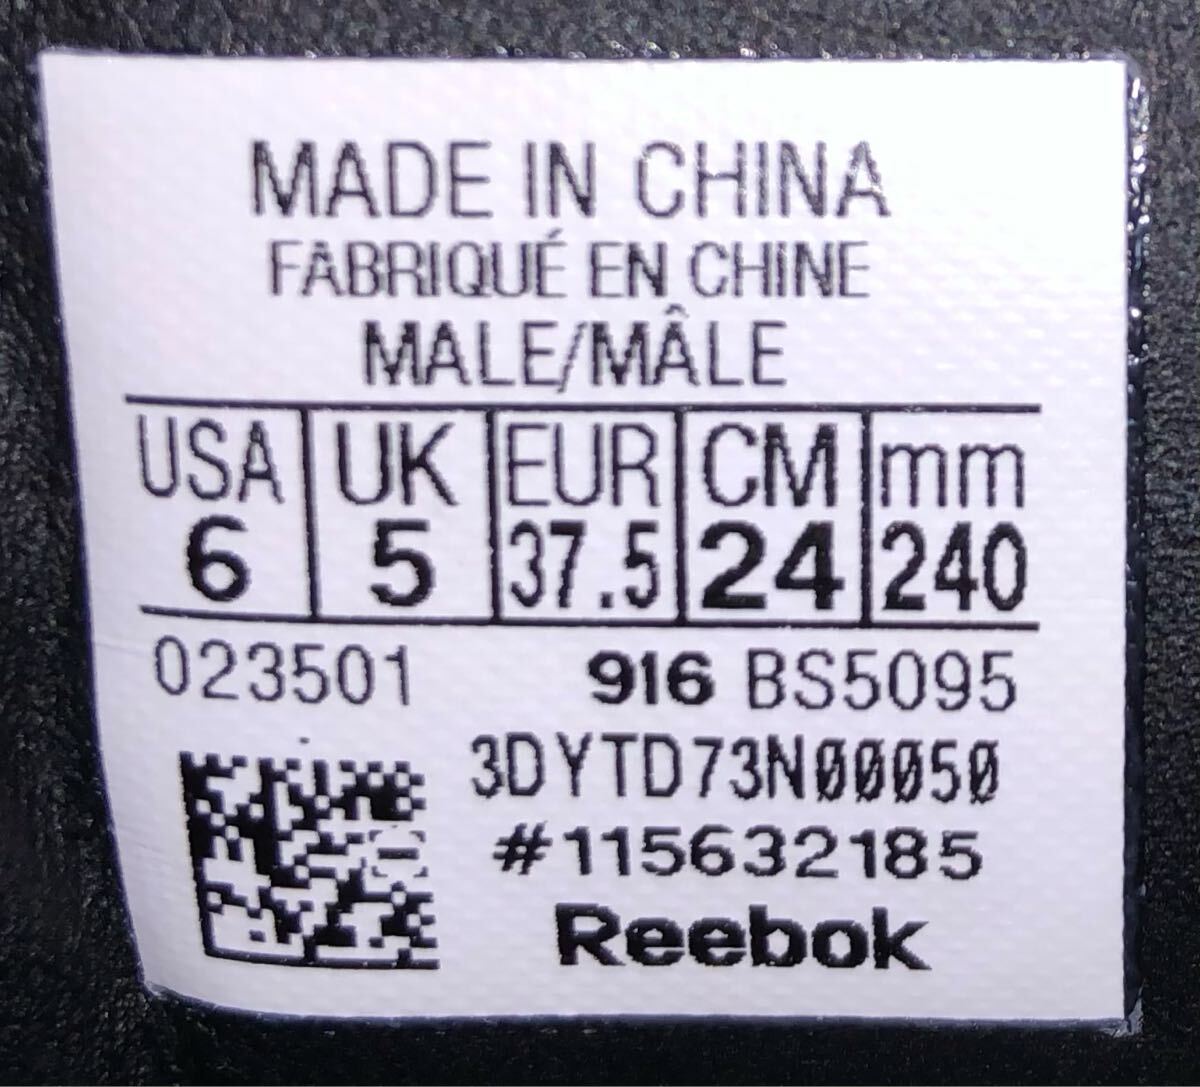 MADE IN CHINA
FABRIQUÉ EN CHINE
MALE/MÂLE
USA UK EUR CM mm
6 5 37.5 24 240
023501 916 BS5095
3DYTD73N00050
#115632185
Reebok